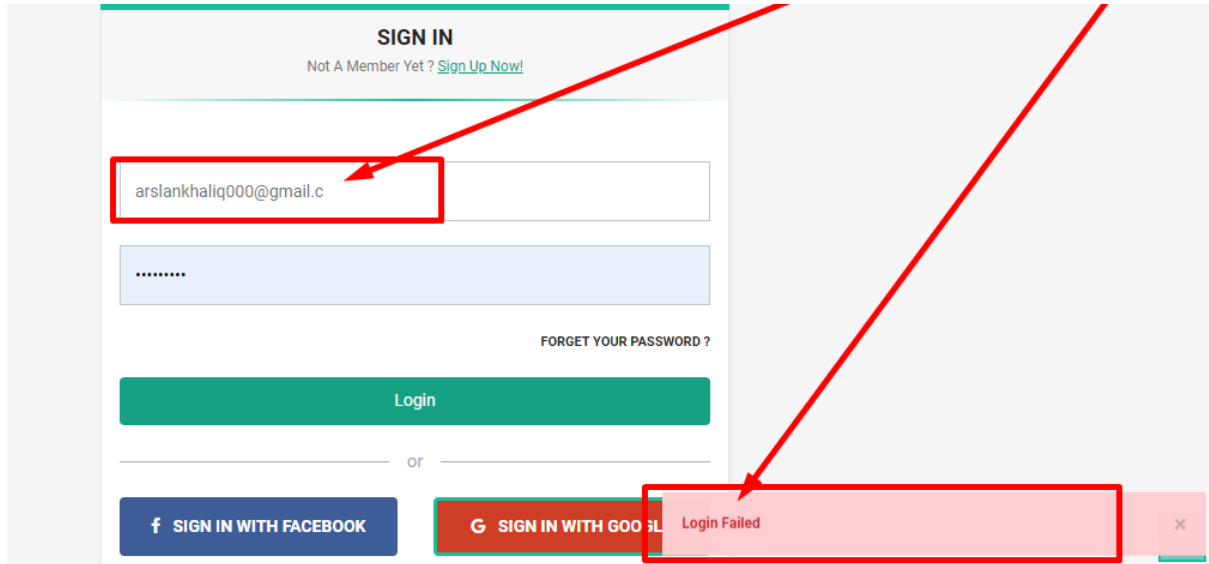 SIGN IN
Not A Member Yet ? Sign Up Now!
arslankhaliq000@gmail.c
•••••••••
FORGET YOUR PASSWORD ?
Login
or
f SIGN IN WITH FACEBOOK
G SIGN IN WITH GOOGL
Login Failed
×